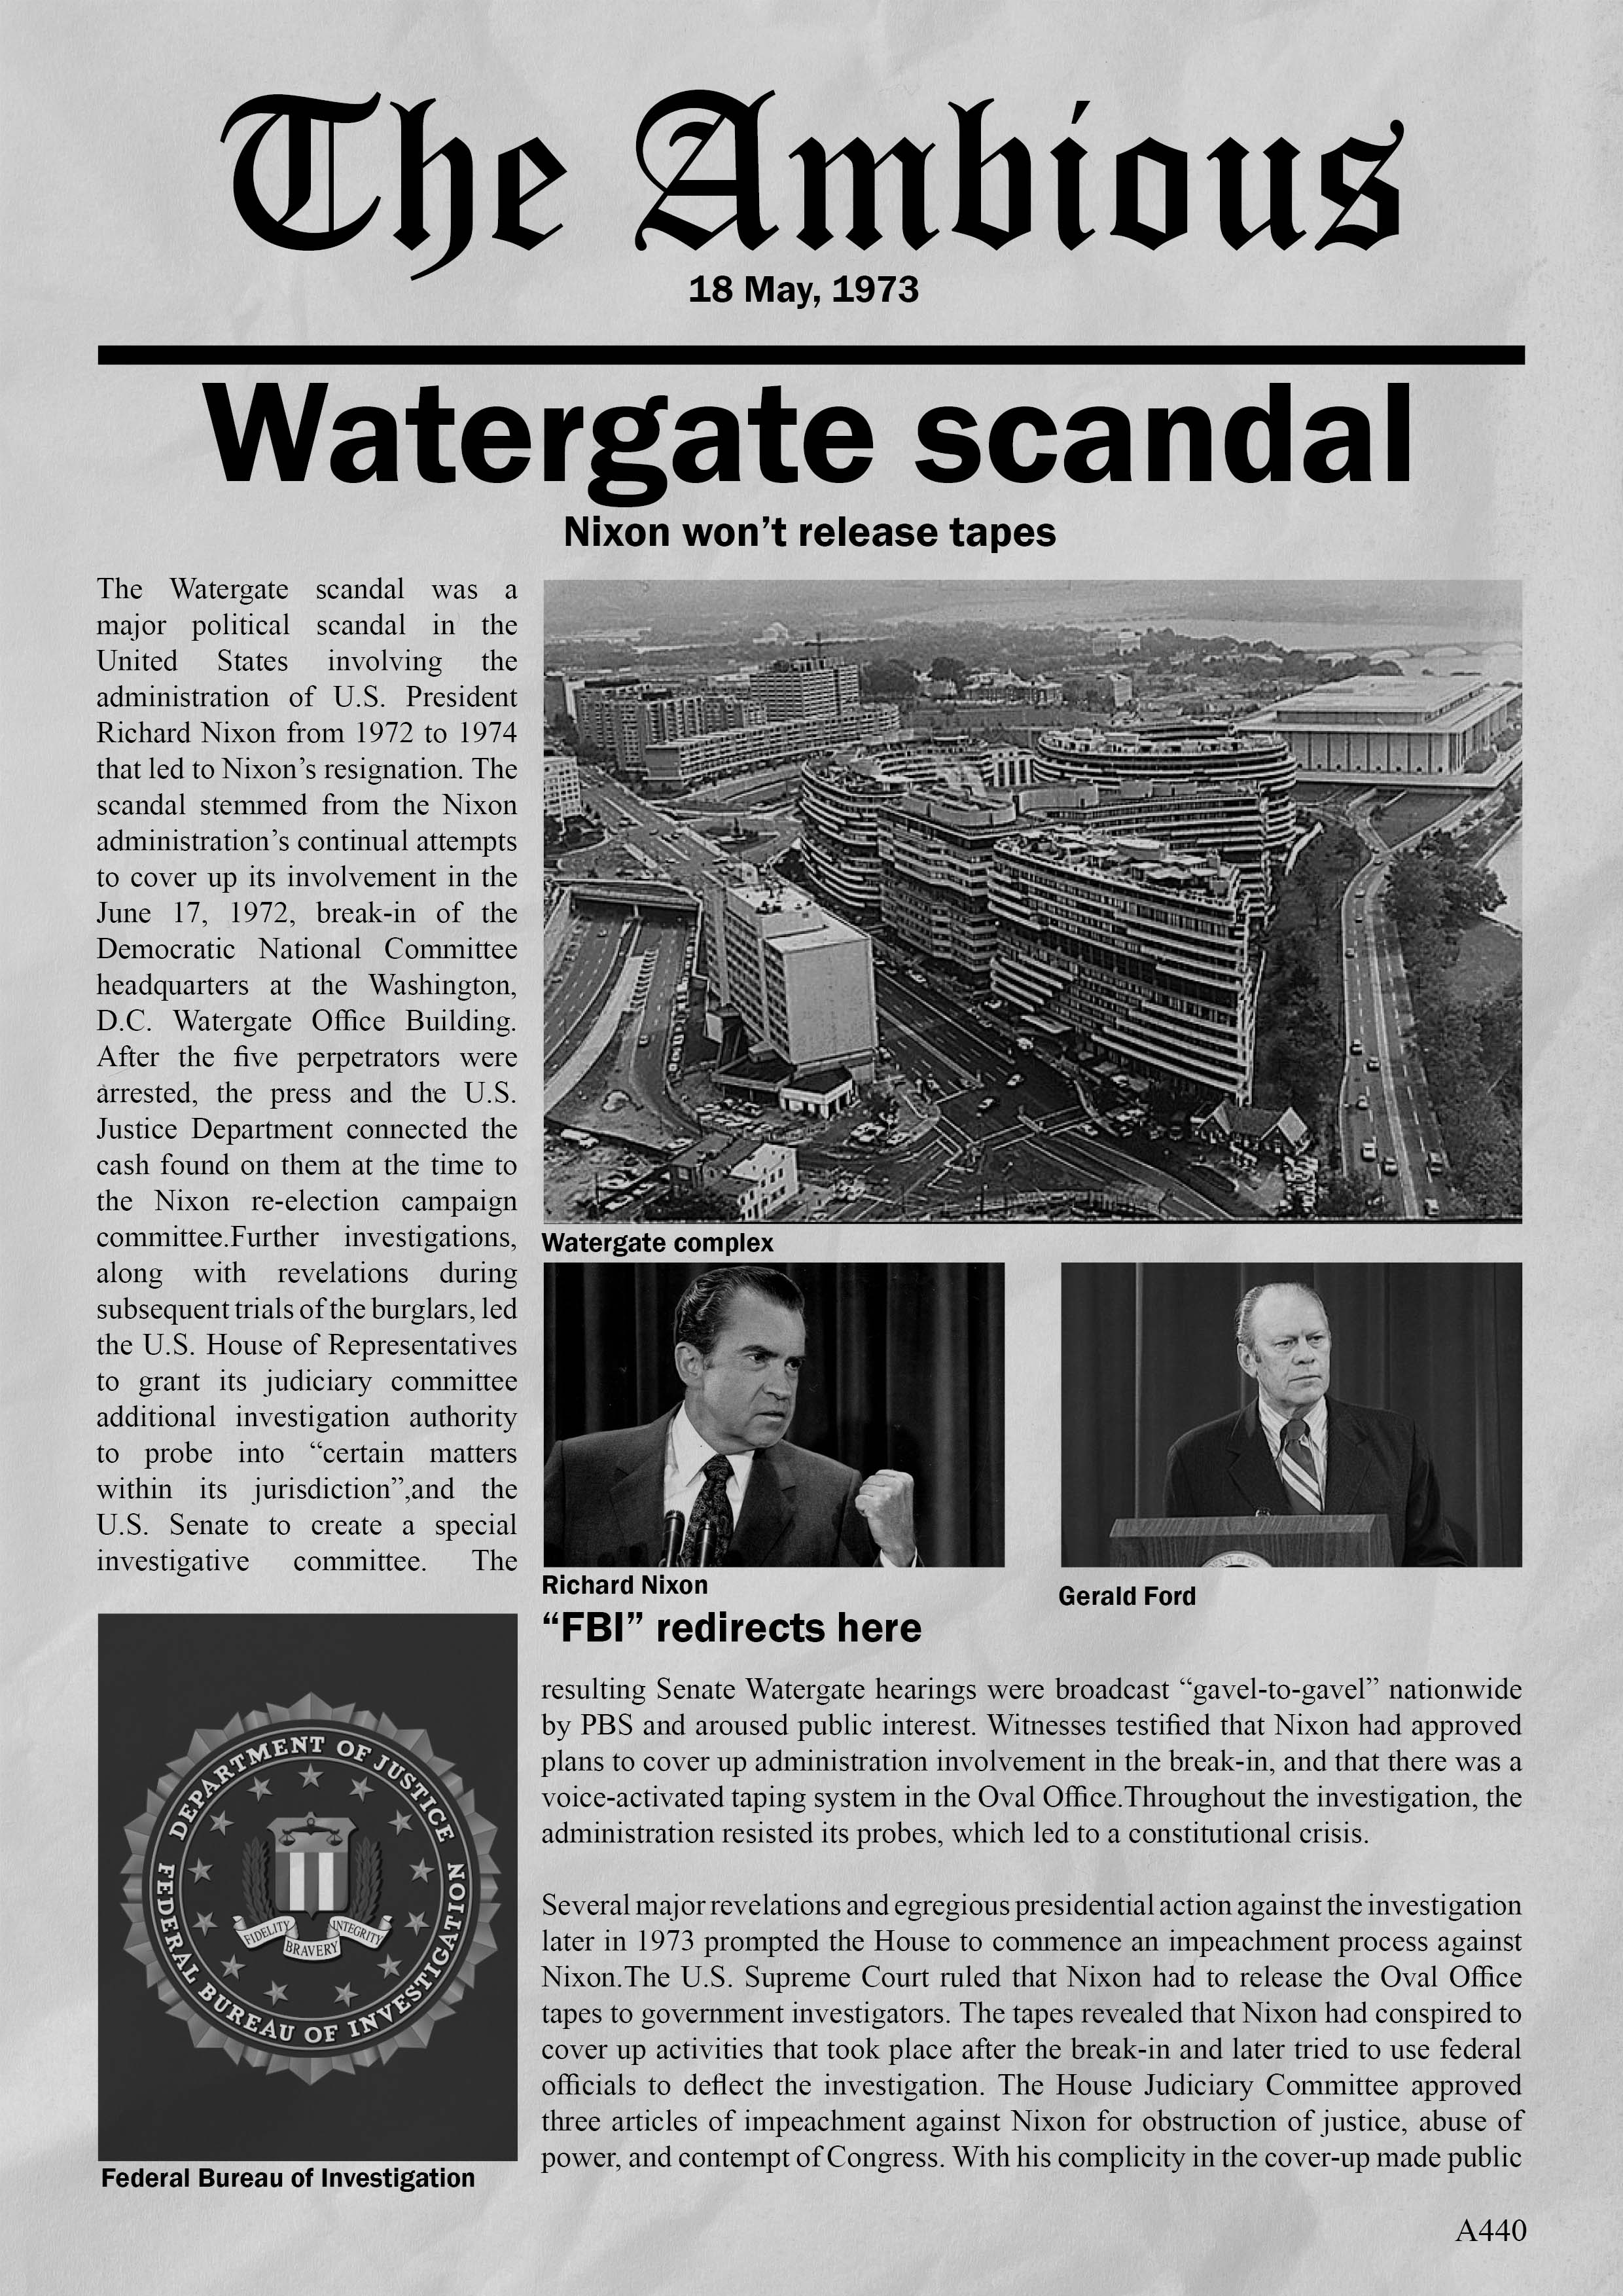 The Ambious
18 May, 1973
Watergate scandal
Nixon won’t release tapes
The Watergate scandal was a
major political scandal in the
United States involving the
administration of U.S. President
Richard Nixon from 1972 to 1974
that led to Nixon’s resignation. The
scandal stemmed from the Nixon
administration’s continual attempts
to cover up its involvement in the
June 17, 1972, break-in of the
Democratic National Committee
headquarters at the Washington,
D.C. Watergate Office Building.
After the five perpetrators were
arrested, the press and the U.S.
Justice Department connected the
cash found on them at the time to
the Nixon re-election campaign
committee.Further investigations,
along with revelations during
subsequent trials of the burglars, led
the U.S. House of Representatives
to grant its judiciary committee
additional investigation authority
to probe into “certain matters
within its jurisdiction”,and the
U.S. Senate to create a special
investigative committee. The
Watergate complex
Richard Nixon
Gerald Ford
“FBI” redirects here
resulting Senate Watergate hearings were broadcast “gavel-to-gavel” nationwide
by PBS and aroused public interest. Witnesses testified that Nixon had approved
plans to cover up administration involvement in the break-in, and that there was a
voice-activated taping system in the Oval Office.Throughout the investigation, the
administration resisted its probes, which led to a constitutional crisis.
Several major revelations and egregious presidential action against the investigation
later in 1973 prompted the House to commence an impeachment process against
Nixon.The U.S. Supreme Court ruled that Nixon had to release the Oval Office
tapes to government investigators. The tapes revealed that Nixon had conspired to
cover up activities that took place after the break-in and later tried to use federal
officials to deflect the investigation. The House Judiciary Committee approved
three articles of impeachment against Nixon for obstruction of justice, abuse of
power, and contempt of Congress. With his complicity in the cover-up made public
DEPARTMENT OF JUSTICE
FEDERAL BUREAU OF INVESTIGATION
FIDELITY
BRAVERY
INTEGRITY
Federal Bureau of Investigation
A440